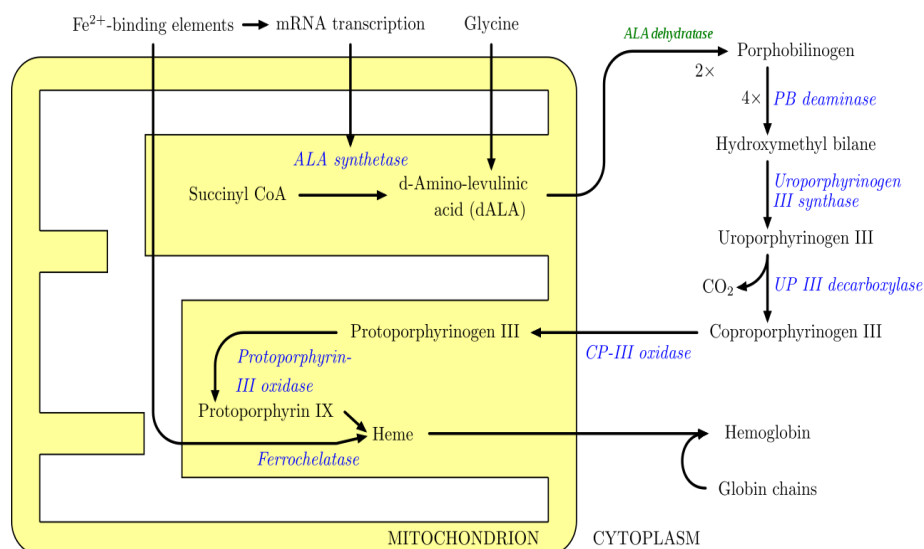 Fe²⁺-binding elements
mRNA transcription
Glycine
ALA dehydratase
2×
Porphobilinogen
4×
PB deaminase
Hydroxymethyl bilane
ALA synthetase
Succinyl CoA
d-Amino-levulinic
acid (dALA)
Uroporphyrinogen
III synthase
Uroporphyrinogen III
CO₂
UP III decarboxylase
Coproporphyrinogen III
CP-III oxidase
Protoporphyrinogen III
Protoporphyrin-
III oxidase
Protoporphyrin IX
Heme
Ferrochelatase
Hemoglobin
Globin chains
MITOCHONDRION
CYTOPLASM